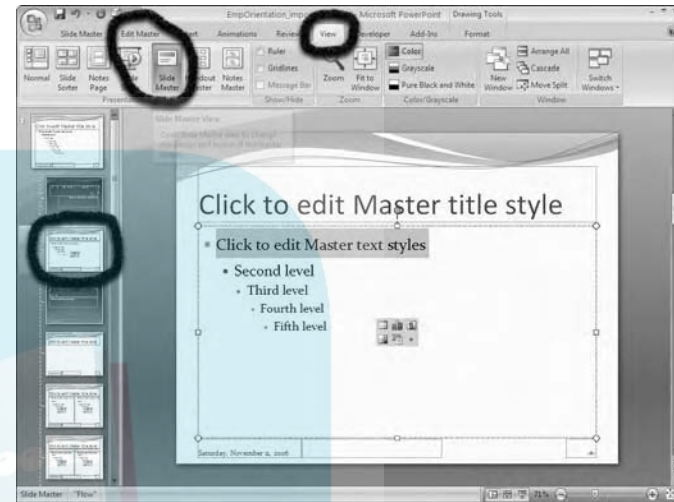 EmpOrientation_impo Microsoft PowerPoint Drawing Tools
Slide Master Edit Master Animations Review View Developer Add-Ins Format
Normal Slide Sorter Notes Page Slide Master Handout Master Notes Master
Ruler
Gridlines
Message Bar
Zoom Fit to Window
Color
Grayscale
Pure Black and White
New Window
Arrange All
Cascade
Move Split
Switch Windows
Show/Hide Zoom Color/Grayscale Window
Slide Master View
Click to edit Master title style
Click to edit Master text styles
Second level
Third level
Fourth level
Fifth level
Saturday, November 11, 2006
Slide Master "Flow" 71%